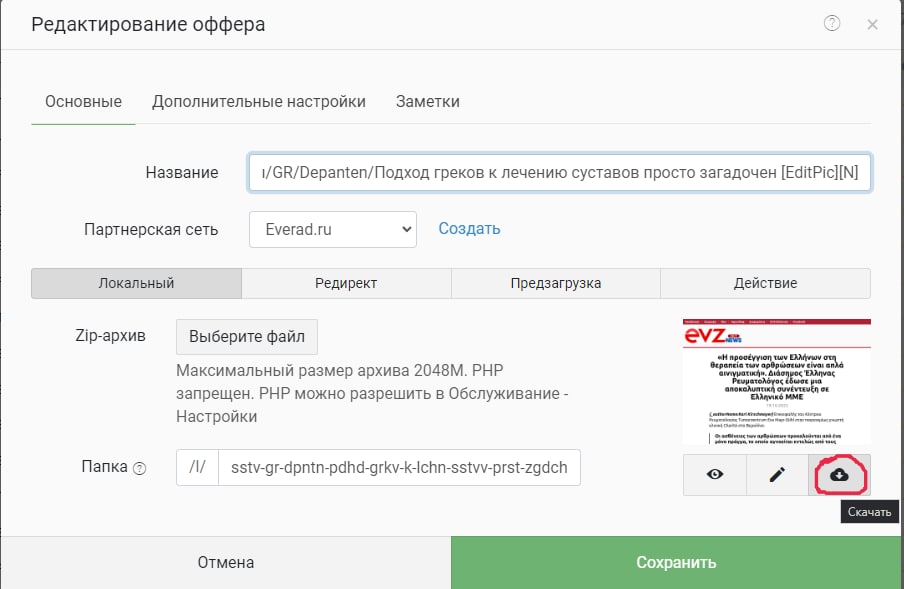 Редактирование оффера
Основные Дополнительные настройки Заметки
Название
/GR/Depanten/Подход греков к лечению суставов просто загадочен [EditPic][N]
Партнерская сеть Everad.ru Создать
Локальный Редирект Предзагрузка Действие
Zip-архив Выберите файл
Максимальный размер архива 2048M. PHP
запрещен. PHP можно разрешить в Обслуживание -
Настройки
Папка /l/ sstv-gr-dpntn-pdhd-grkv-k-lchn-sstvv-prst-zgdch
evz
NEWS
«Η προσέγγιση των Ελλήνων στη
θεραπεία των αρθρώσεων είναι απλά
αινιγματική». Διάσημος Έλληνας
Ρευματολόγος έδωσε μια
αποκαλυπτική συνέντευξη σε
Ελληνικό ΜΜΕ
Скачать
Отмена Сохранить